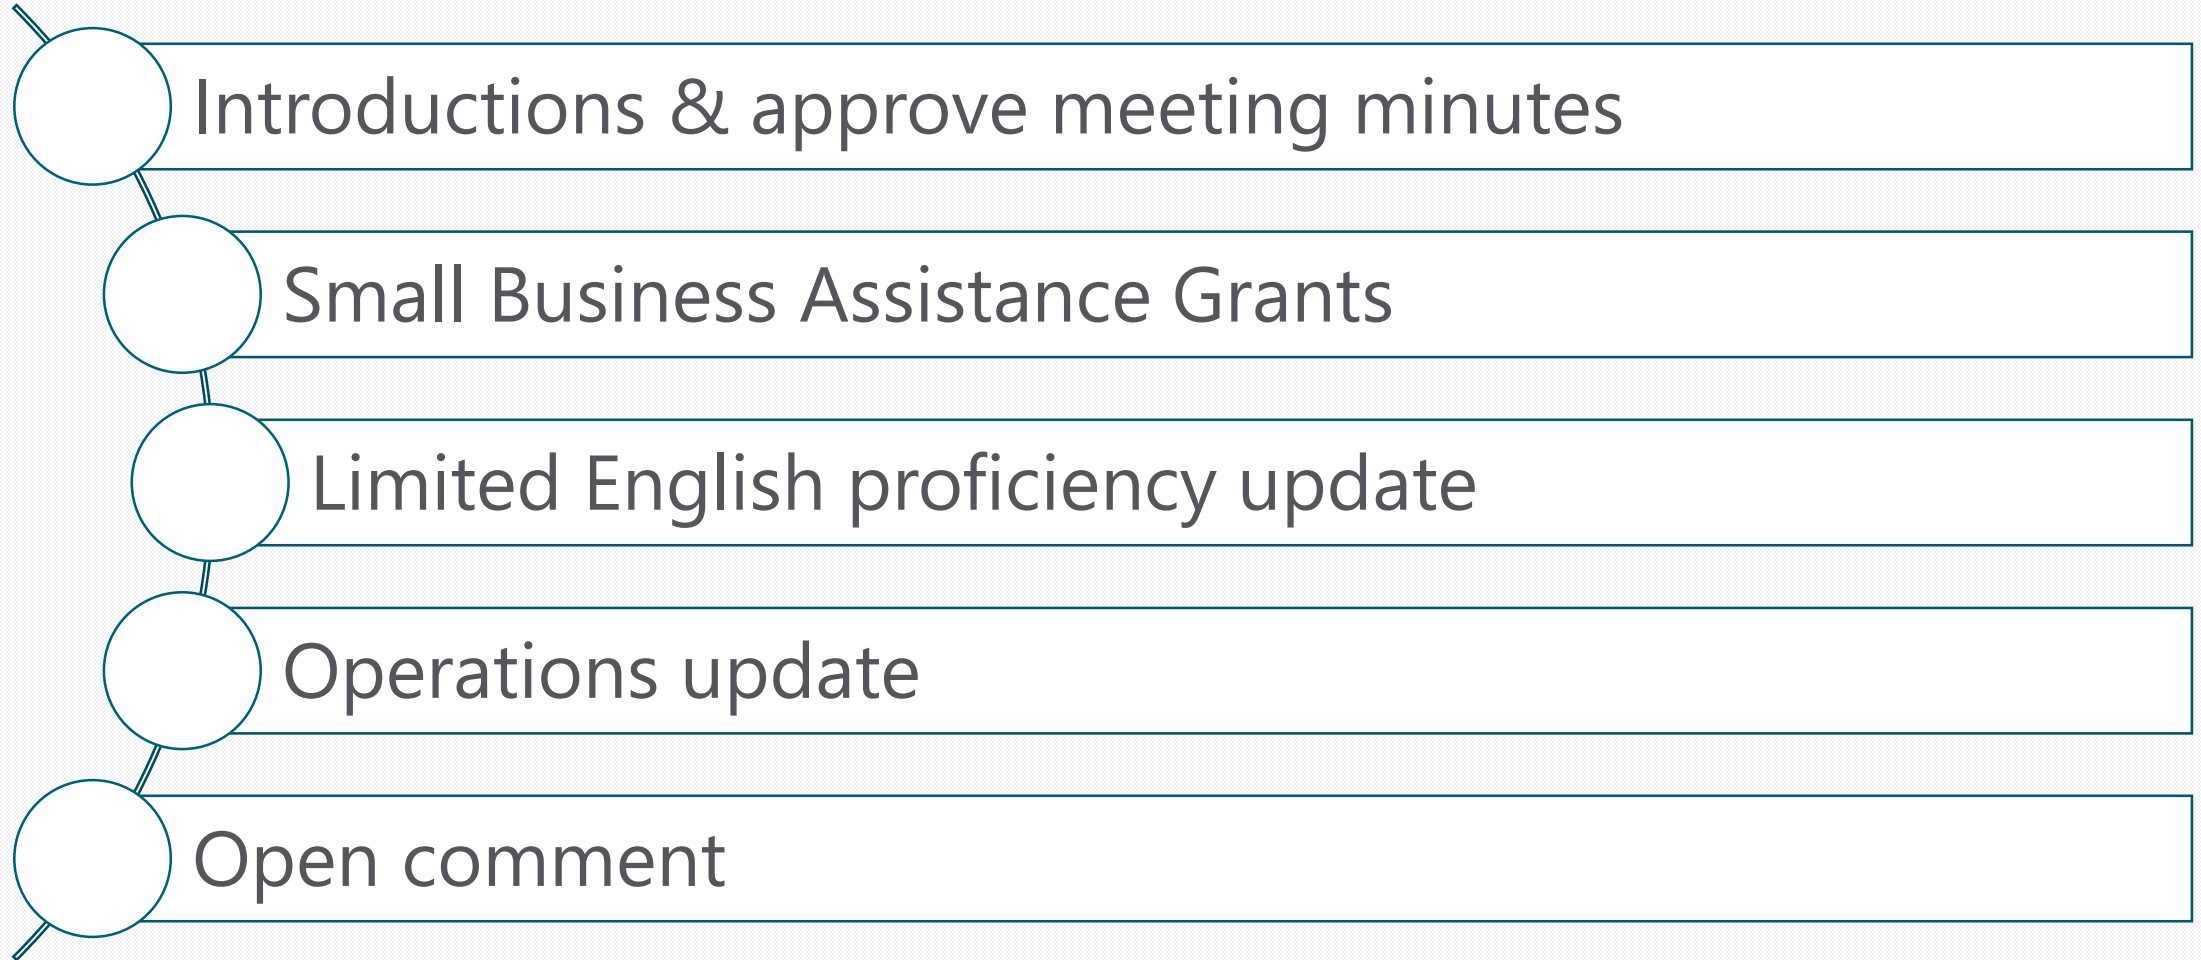 Introductions & approve meeting minutes
Small Business Assistance Grants
Limited English proficiency update
Operations update
Open comment